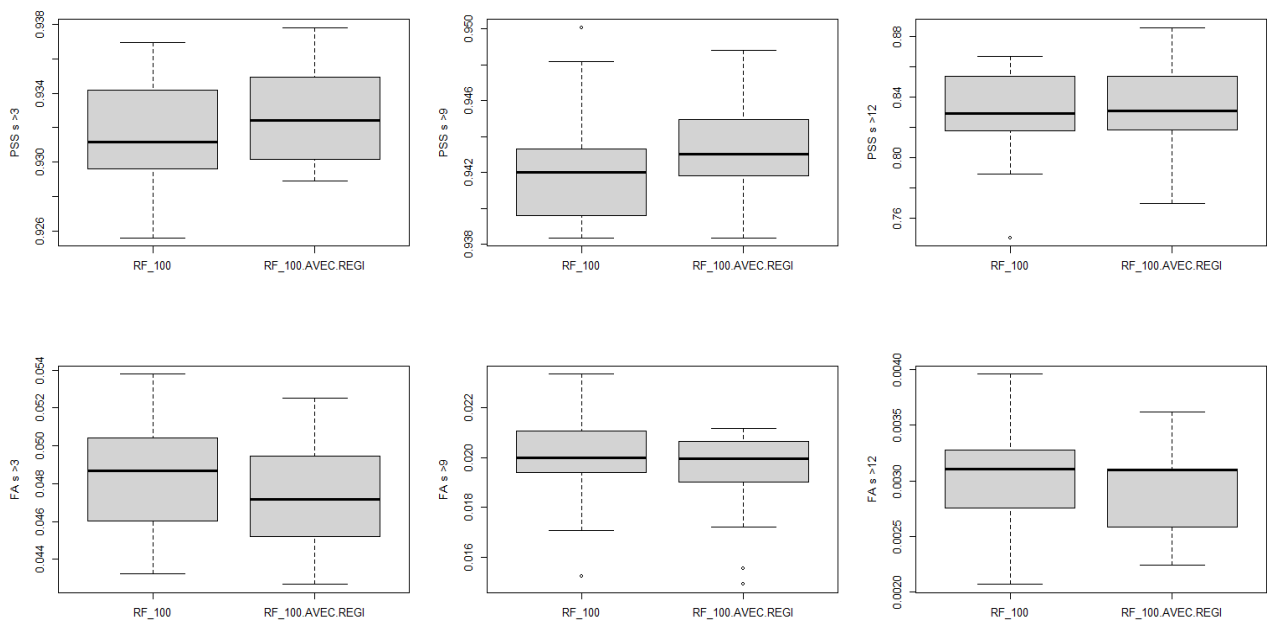 PSS s >3
0.938
0.934
0.930
0.926
RF_100
RF_100.AVEC.REGI
PSS s >9
0.950
0.946
0.942
0.938
RF_100
RF_100.AVEC.REGI
PSS s >12
0.88
0.84
0.80
0.76
RF_100
RF_100.AVEC.REGI
FA s >3
0.054
0.052
0.050
0.048
0.046
0.044
RF_100
RF_100.AVEC.REGI
FA s >9
0.022
0.020
0.018
0.016
RF_100
RF_100.AVEC.REGI
FA s >12
0.0040
0.0035
0.0030
0.0025
0.0020
RF_100
RF_100.AVEC.REGI